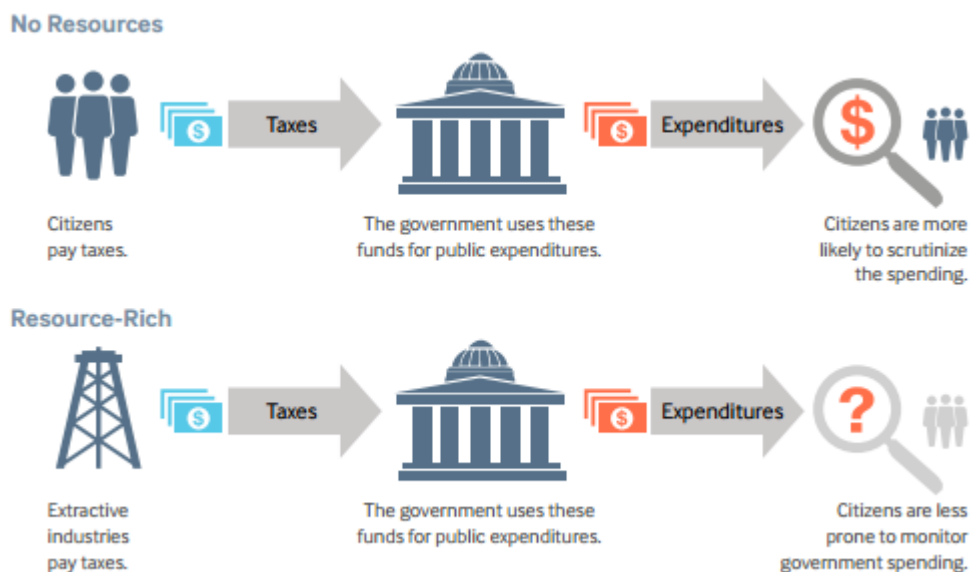 No Resources
$
Taxes
$
Expenditures
$
Citizens
pay taxes.
The government uses these
funds for public expenditures.
Citizens are more
likely to scrutinize
the spending.
Resource-Rich
$
Taxes
$
Expenditures
?
Extractive
industries
pay taxes.
The government uses these
funds for public expenditures.
Citizens are less
prone to monitor
government spending.